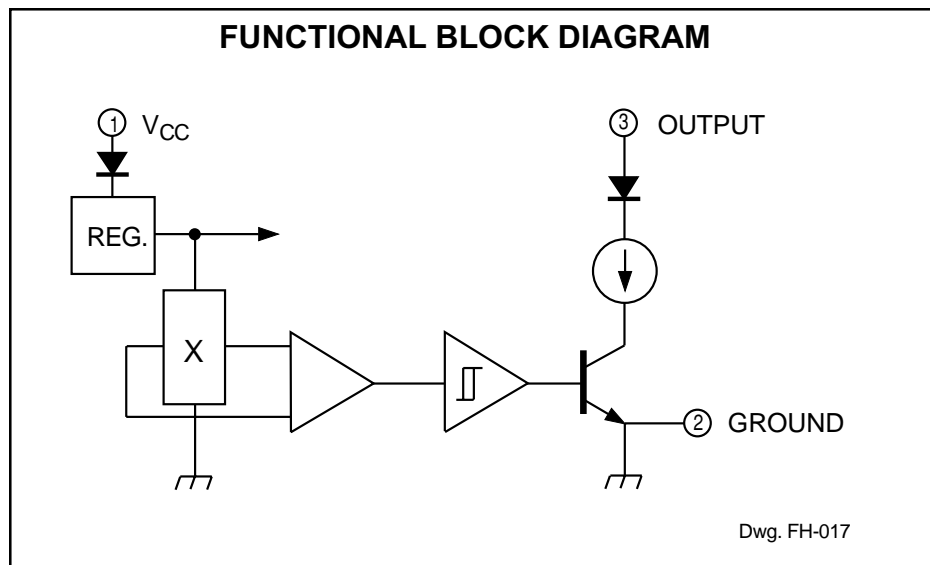 FUNCTIONAL BLOCK DIAGRAM
1 VCC
3 OUTPUT
REG.
X
2 GROUND
Dwg. FH-017